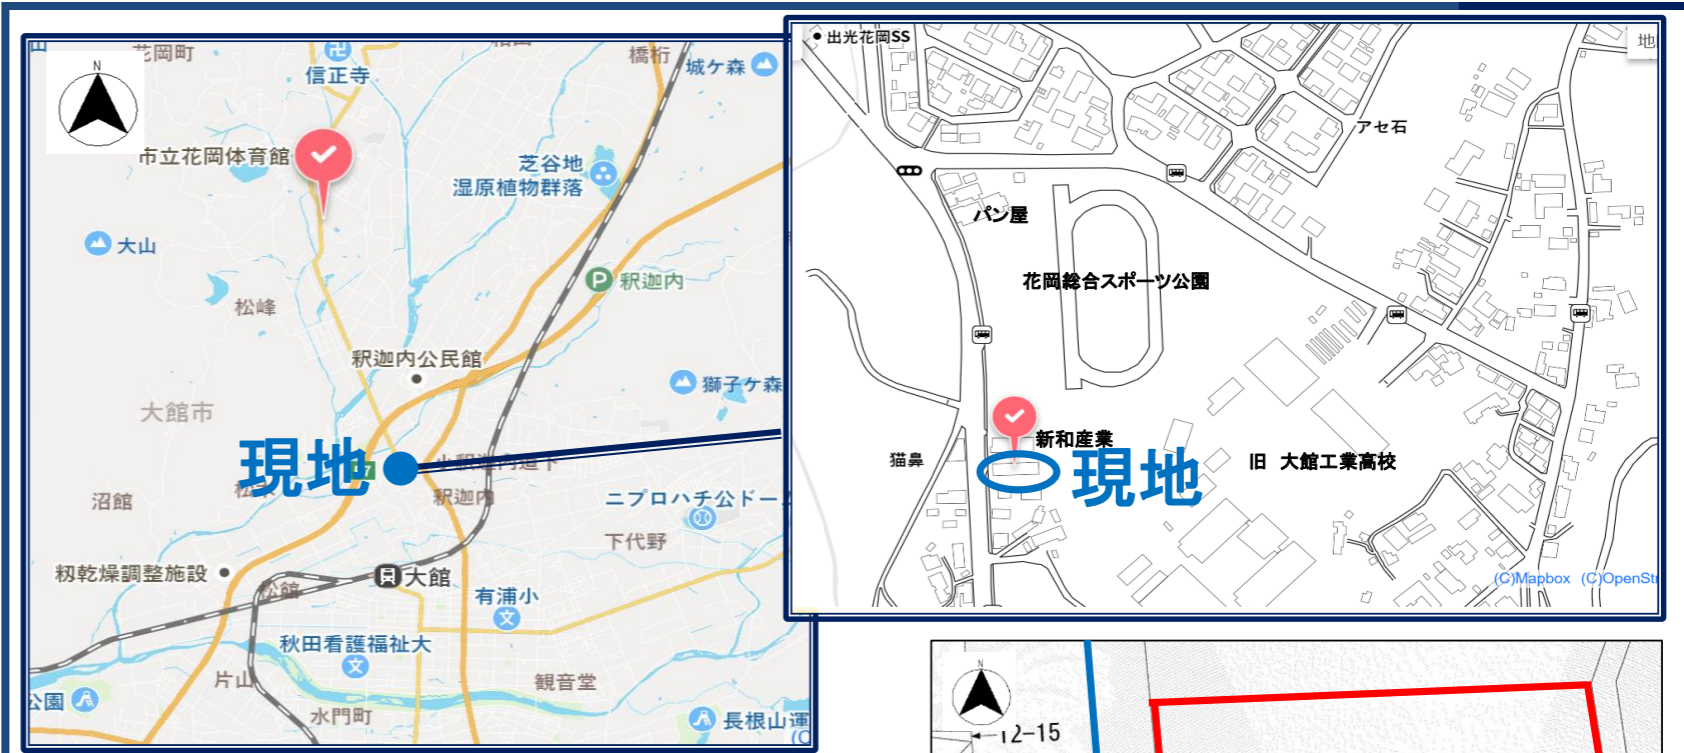 花岡町
信正寺
橋桁
城ケ森
N
市立花岡体育館
芝谷地
湿原植物群落
大山
釈迦内
松峰
釈迦内公民館
獅子ケ森
大館市
現地
7
釈迦内
沼館
ニプロハチ公ドーム
下代野
籾乾燥調整施設
大館
松館
有浦小
文
秋田看護福祉大
文
片山
観音堂
公園
水門町
長根山運
出光花岡SS
地
アセ石
パン屋
花岡総合スポーツ公園
新和産業
猫鼻
現地
旧 大館工業高校
(C)Mapbox (C)OpenStr
N
12-15